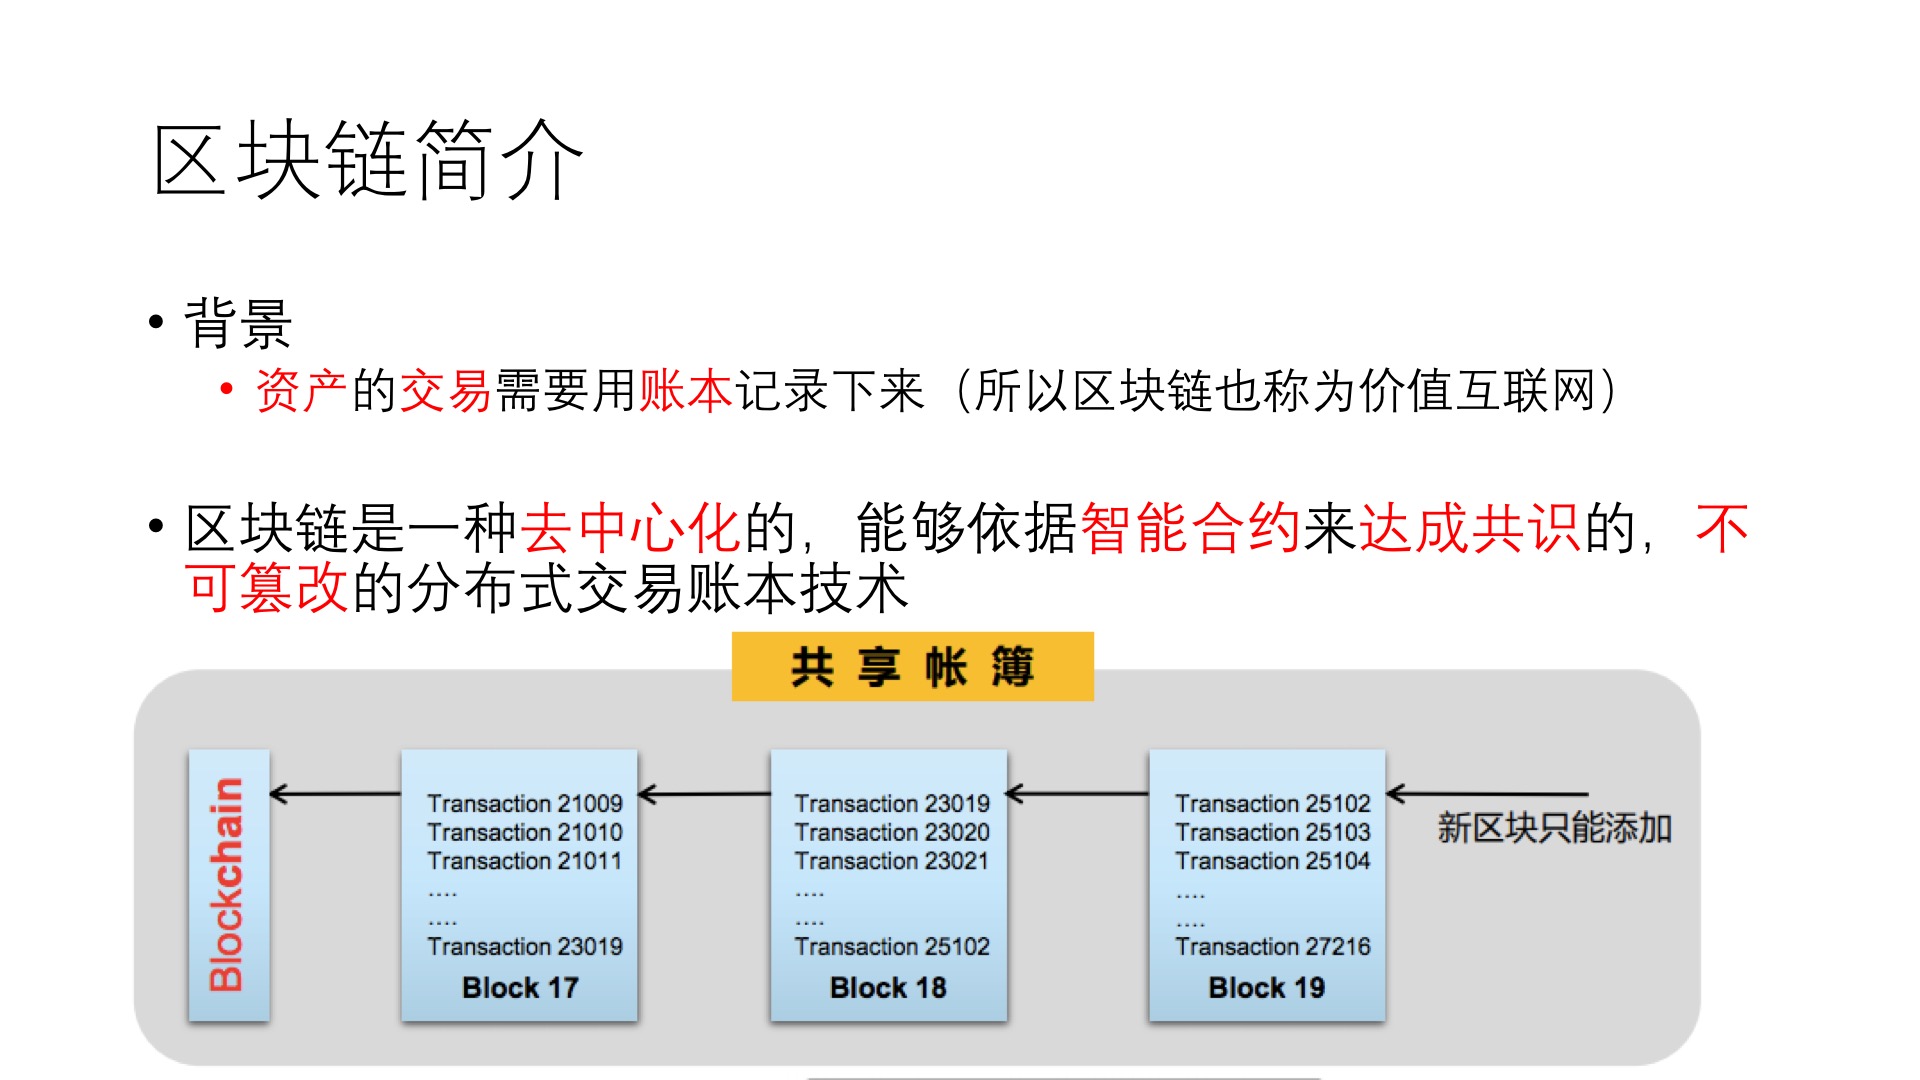 区块链简介
• 背景
• 资产的交易需要用账本记录下来（所以区块链也称为价值互联网）
• 区块链是一种去中心化的，能够依据智能合约来达成共识的，不
可篡改的分布式交易账本技术
共享帐簿
Blockchain
Transaction 21009
Transaction 21010
Transaction 21011
....
....
Transaction 23019
Block 17
Transaction 23019
Transaction 23020
Transaction 23021
....
....
Transaction 25102
Block 18
Transaction 25102
Transaction 25103
Transaction 25104
....
....
Transaction 27216
Block 19
新区块只能添加